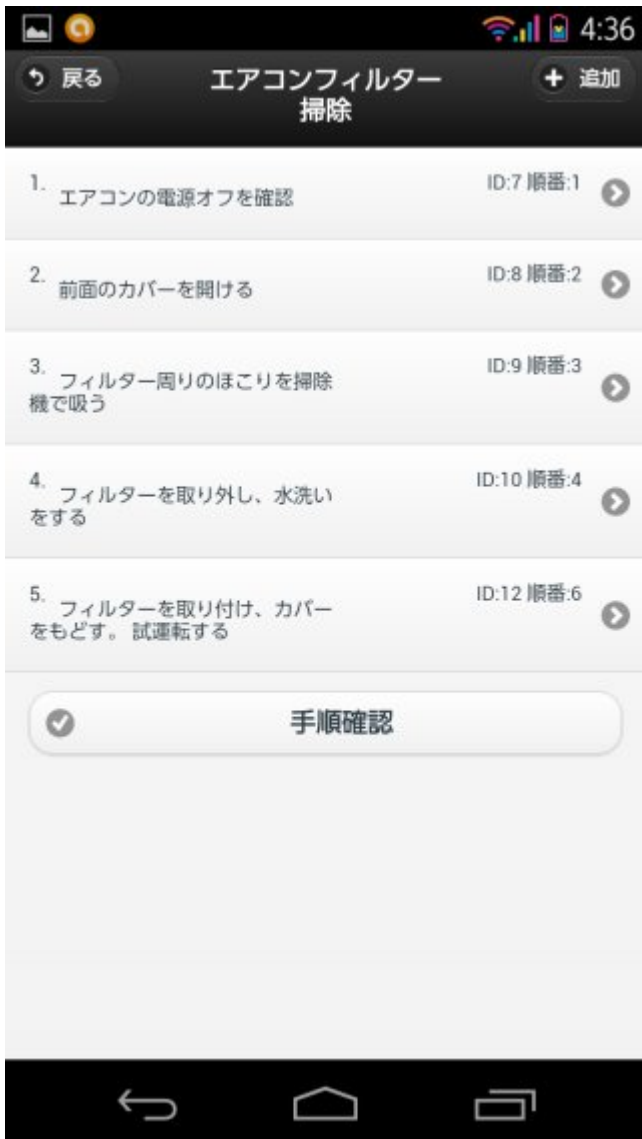 4:36
戻る
エアコンフィルター
掃除
追加
1. エアコンの電源オフを確認
ID:7 順番:1
2. 前面のカバーを開ける
ID:8 順番:2
3. フィルター周りのほこりを掃除
機で吸う
ID:9 順番:3
4. フィルターを取り外し、水洗い
をする
ID:10 順番:4
5. フィルターを取り付け、カバー
をもどす。 試運転する
ID:12 順番:6
手順確認